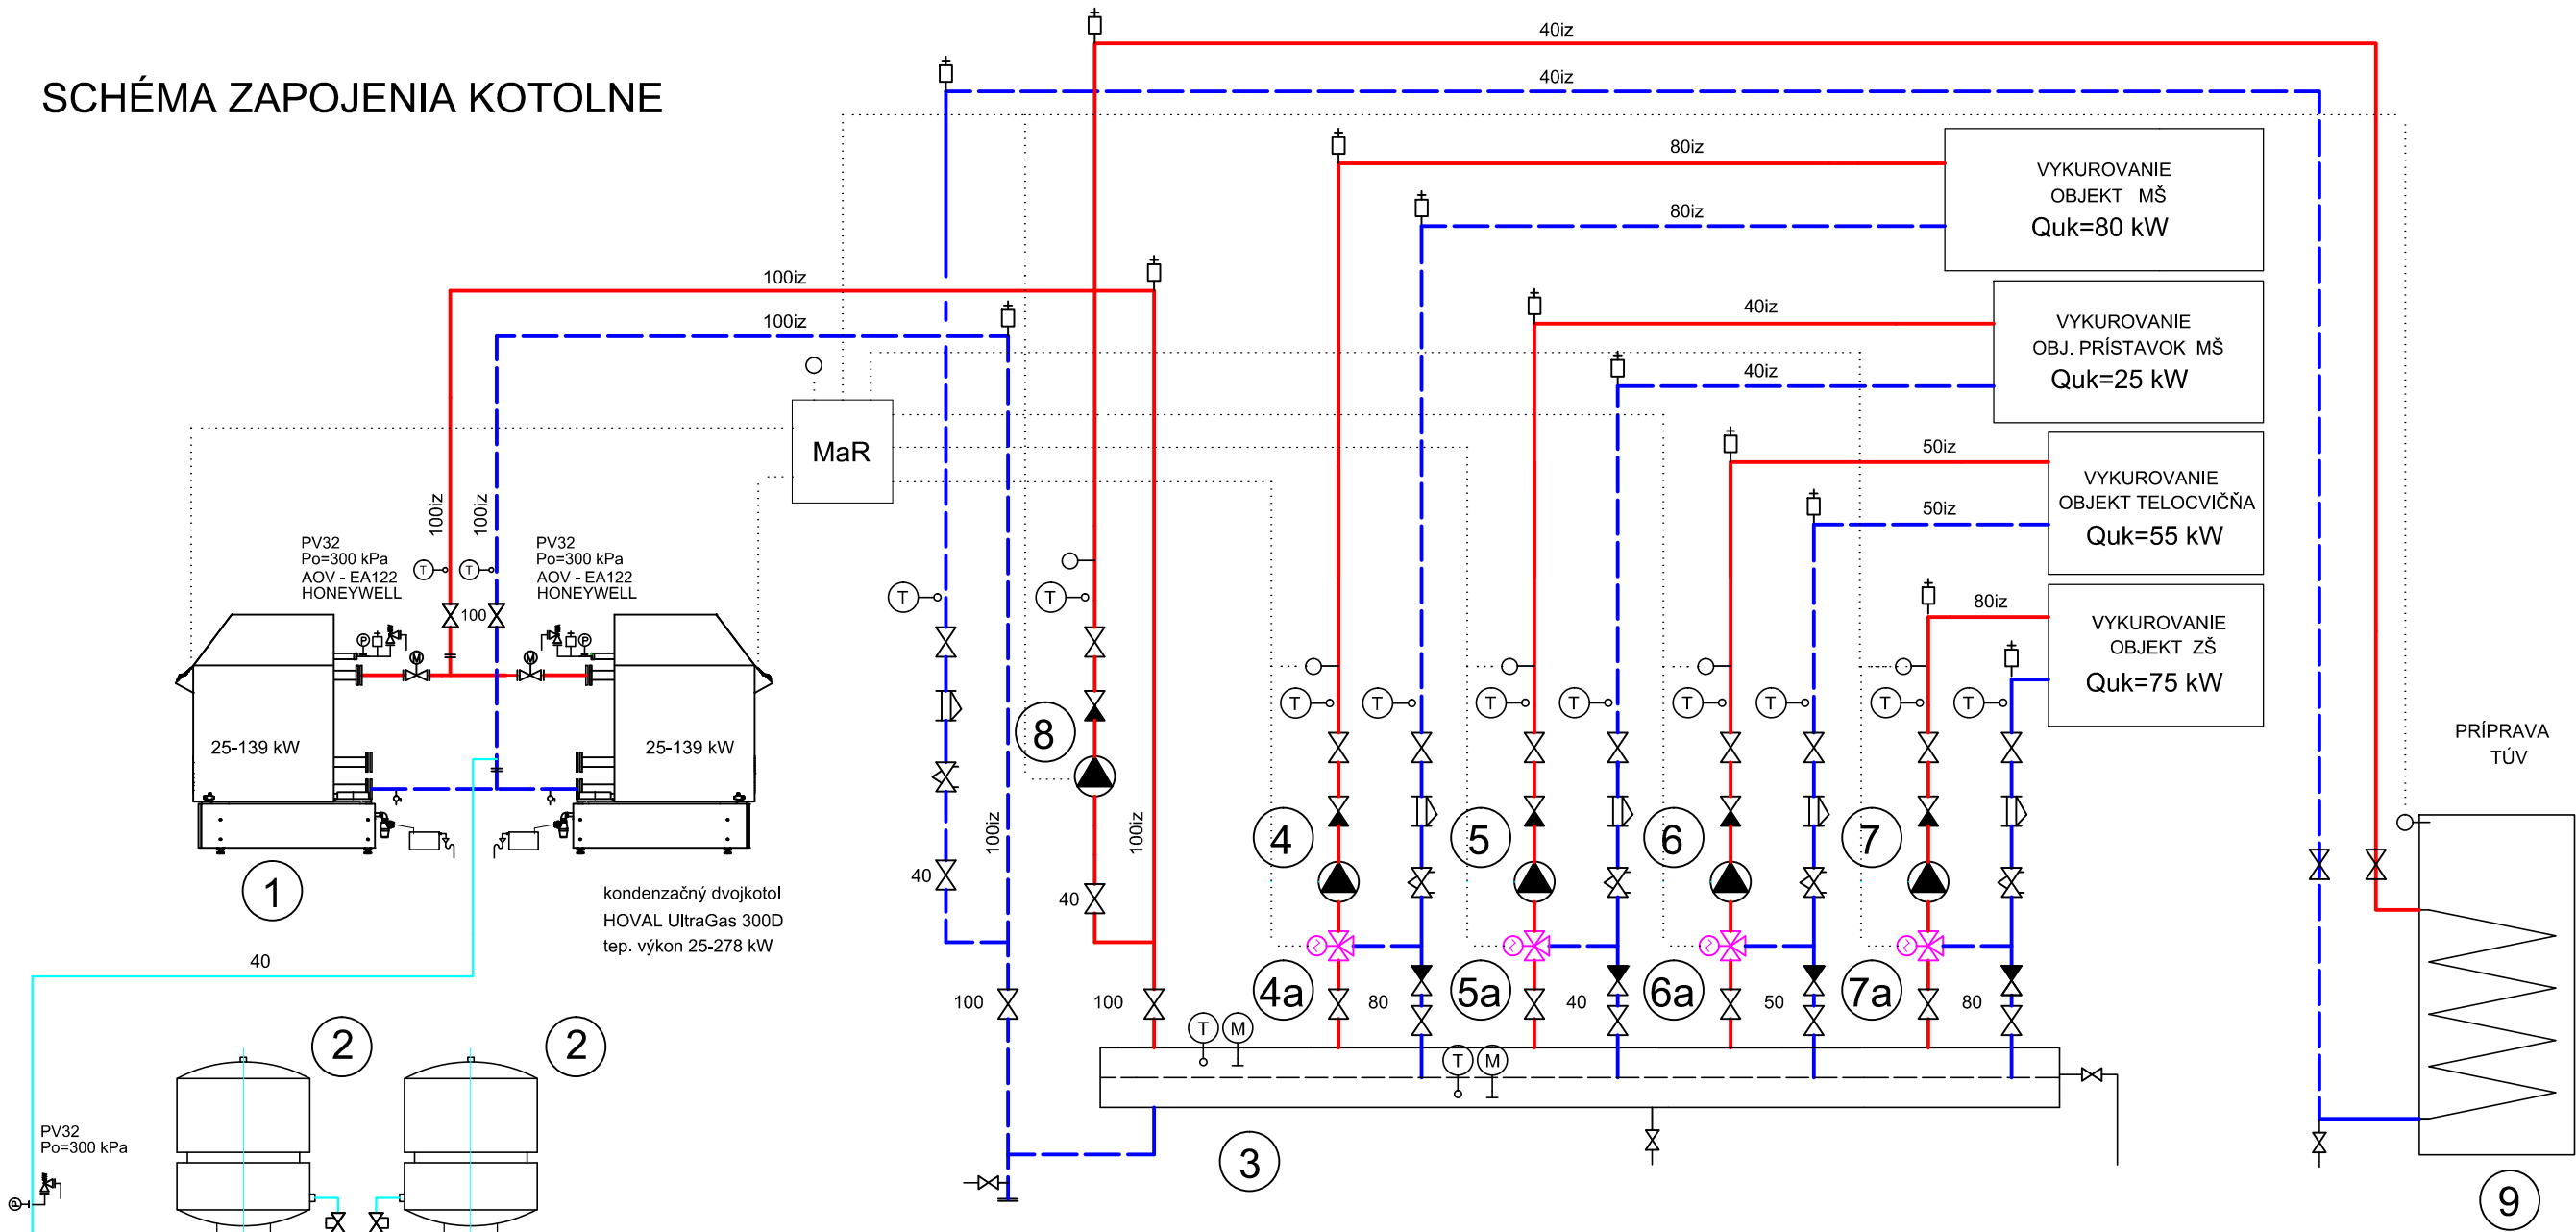 SCHÉMA ZAPOJENIA KOTOLNE
40iz
40iz
80iz
80iz
VYKUROVANIE
OBJEKT MŠ
Quk=80 kW
100iz
100iz
40iz
40iz
VYKUROVANIE
OBJ. PRÍSTAVOK MŠ
Quk=25 kW
MaR
50iz
50iz
VYKUROVANIE
OBJEKT TELOCVIČŇA
Quk=55 kW
100iz
100iz
PV32
Po=300 kPa
AOV - EA122
HONEYWELL
T
T
PV32
Po=300 kPa
AOV - EA122
HONEYWELL
100
T
T
80iz
VYKUROVANIE
OBJEKT ZŠ
Quk=75 kW
P
M
M
P
T
T
T
T
T
T
T
T
25-139 kW
25-139 kW
8
PRÍPRAVA
TÚV
100iz
100iz
4
5
6
7
1
40
40
kondenzačný dvojkotol
HOVAL UltraGas 300D
tep. výkon 25-278 kW
40
4a
5a
6a
7a
100
100
80
40
50
80
2
2
T
M
T
M
PV32
Po=300 kPa
P
3
9